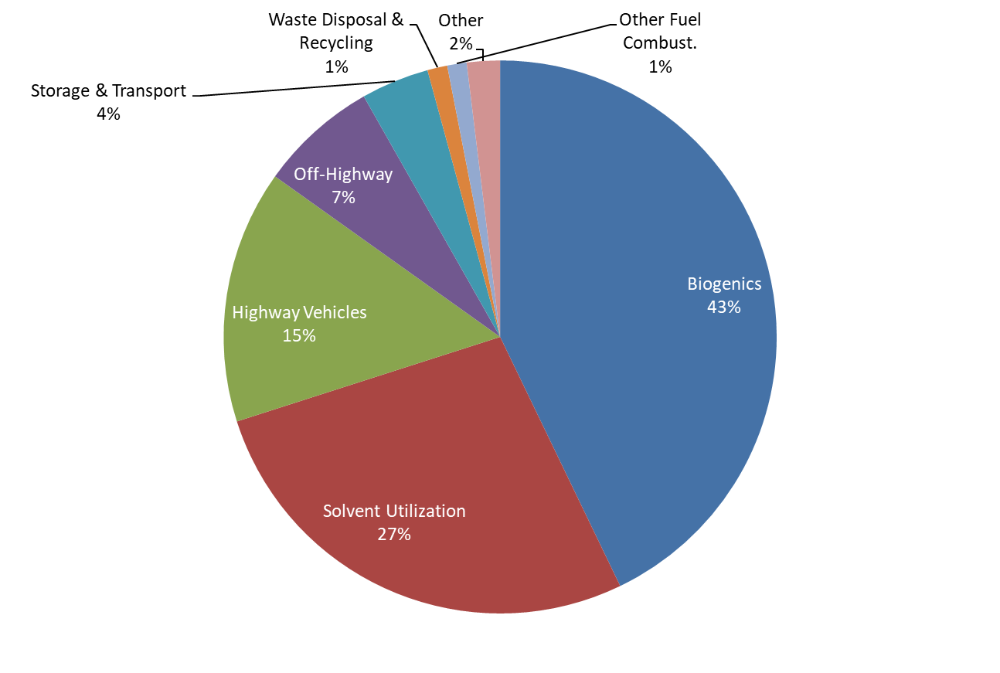 Waste Disposal &
Recycling
1%
Other
2%
Other Fuel
Combust.
1%
Storage & Transport
4%
Off-Highway
7%
Biogenics
43%
Highway Vehicles
15%
Solvent Utilization
27%